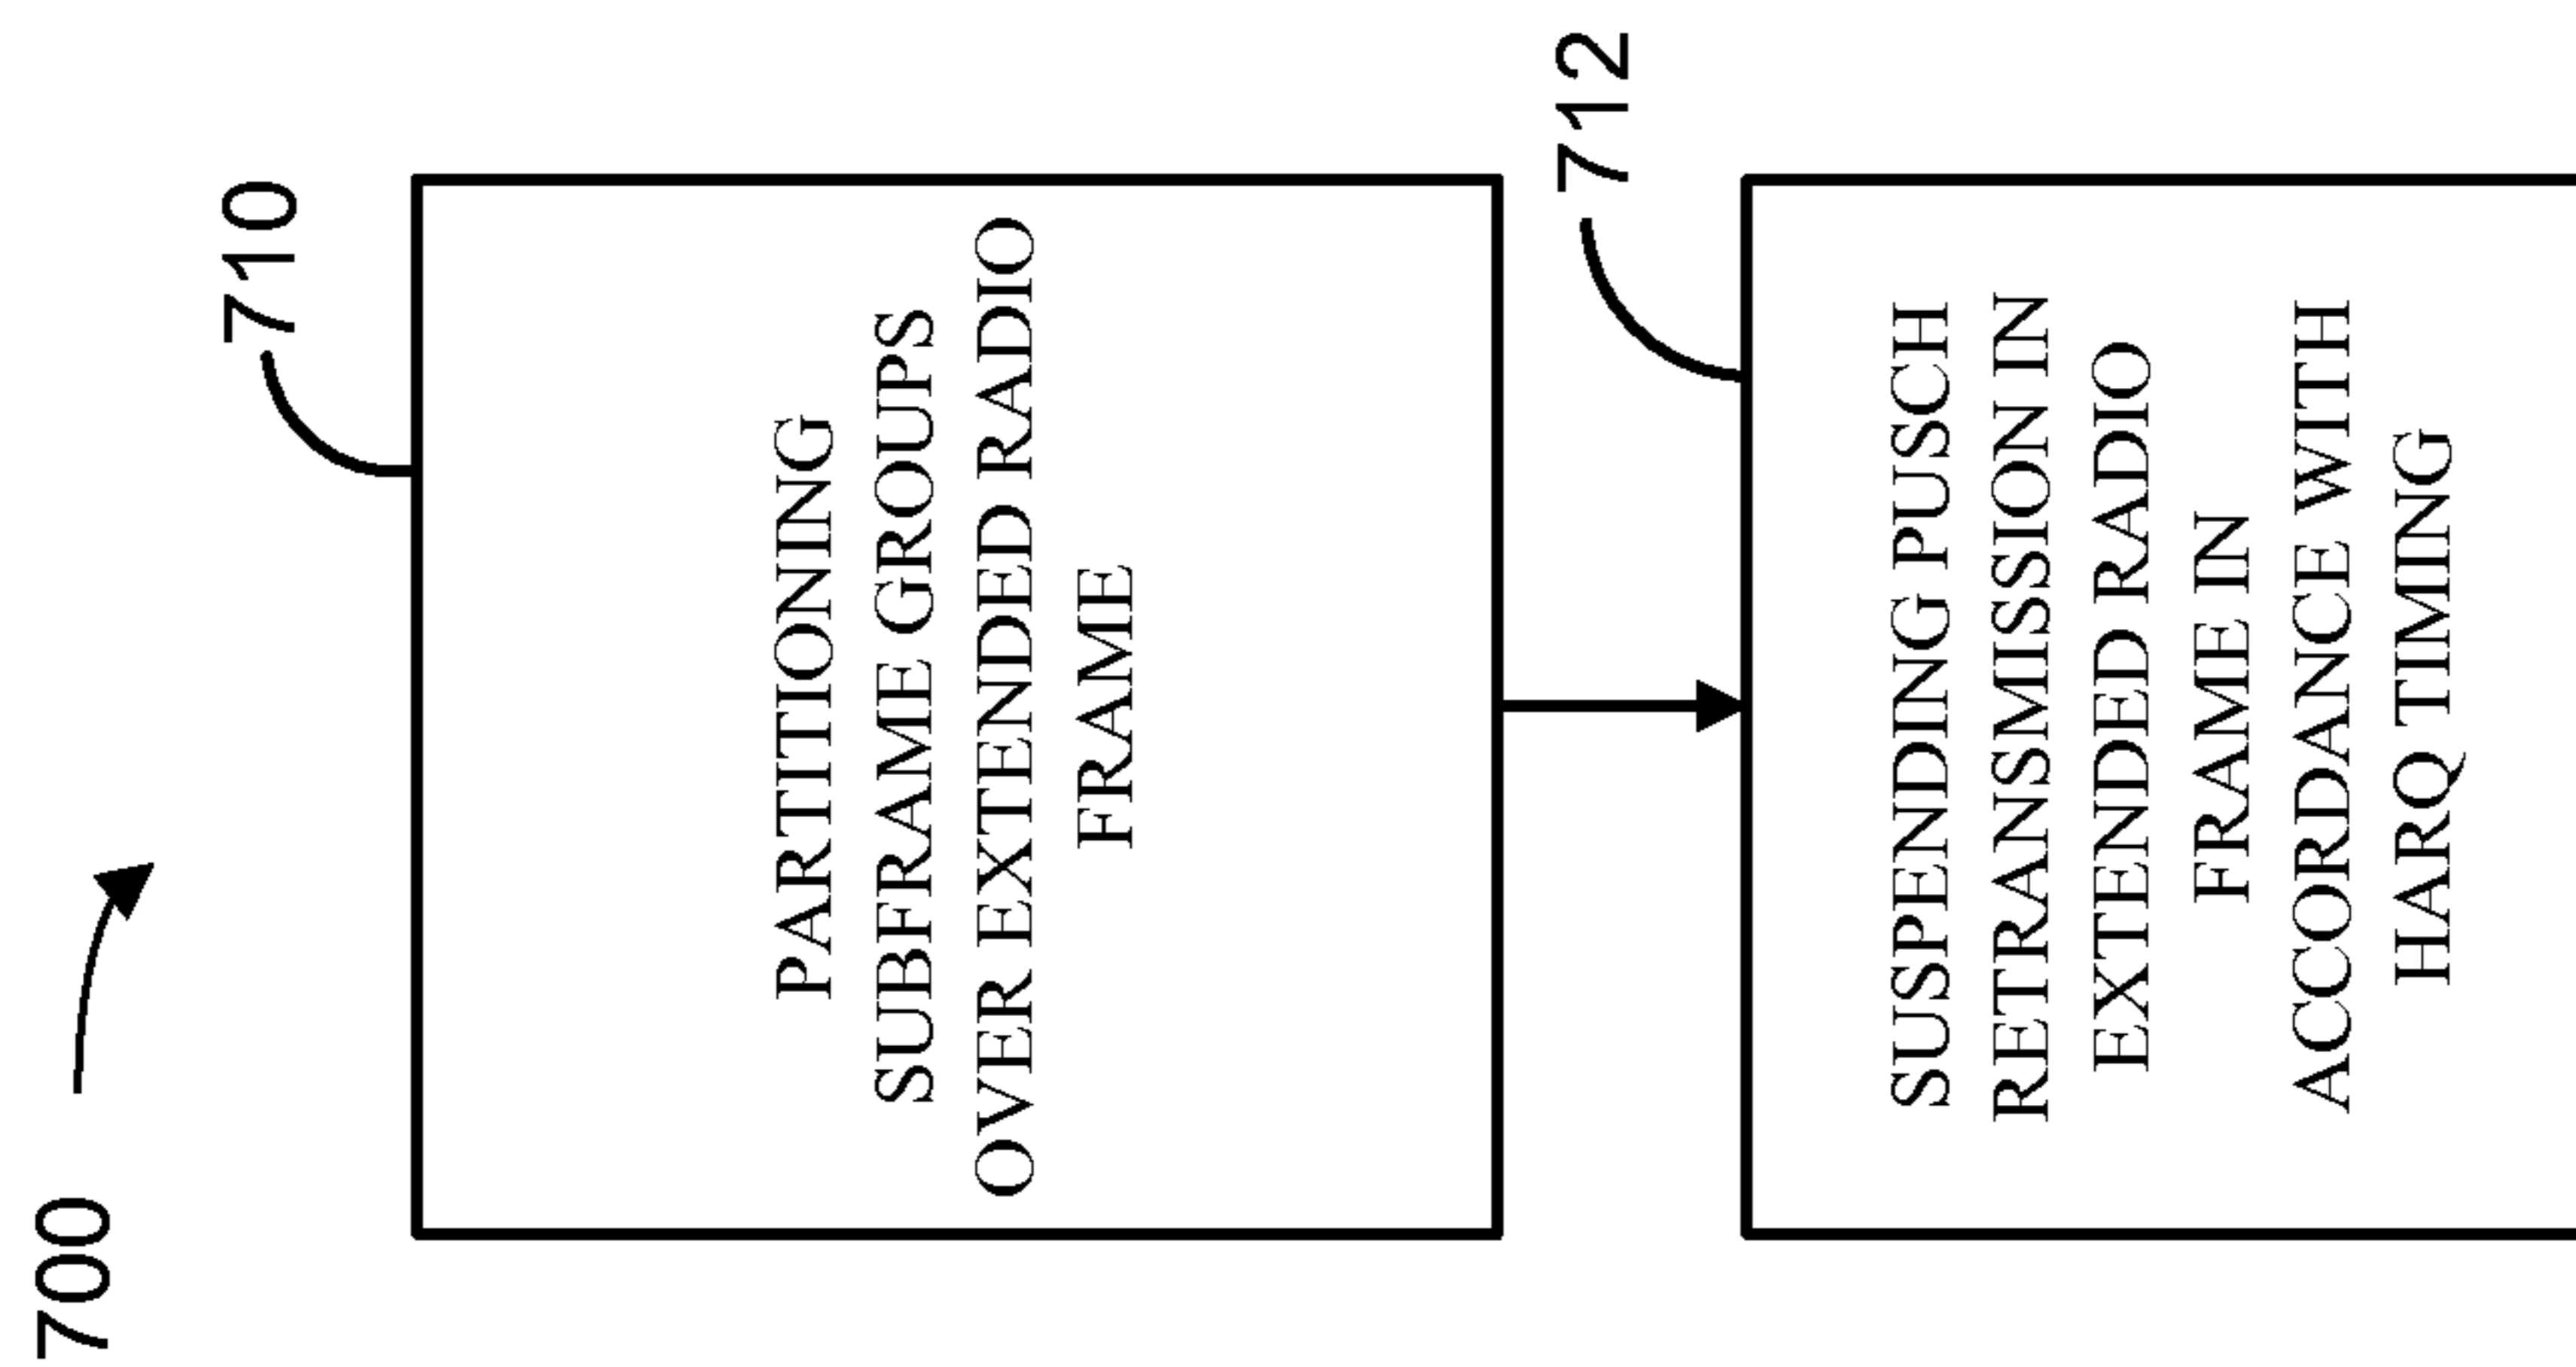 700
710
PARTITIONING
SUBFRAME GROUPS
OVER EXTENDED RADIO
FRAME
712
SUSPENDING PUSCH
RETRANSMISSION IN
EXTENDED RADIO
FRAME IN
ACCORDANCE WITH
HARQ TIMING